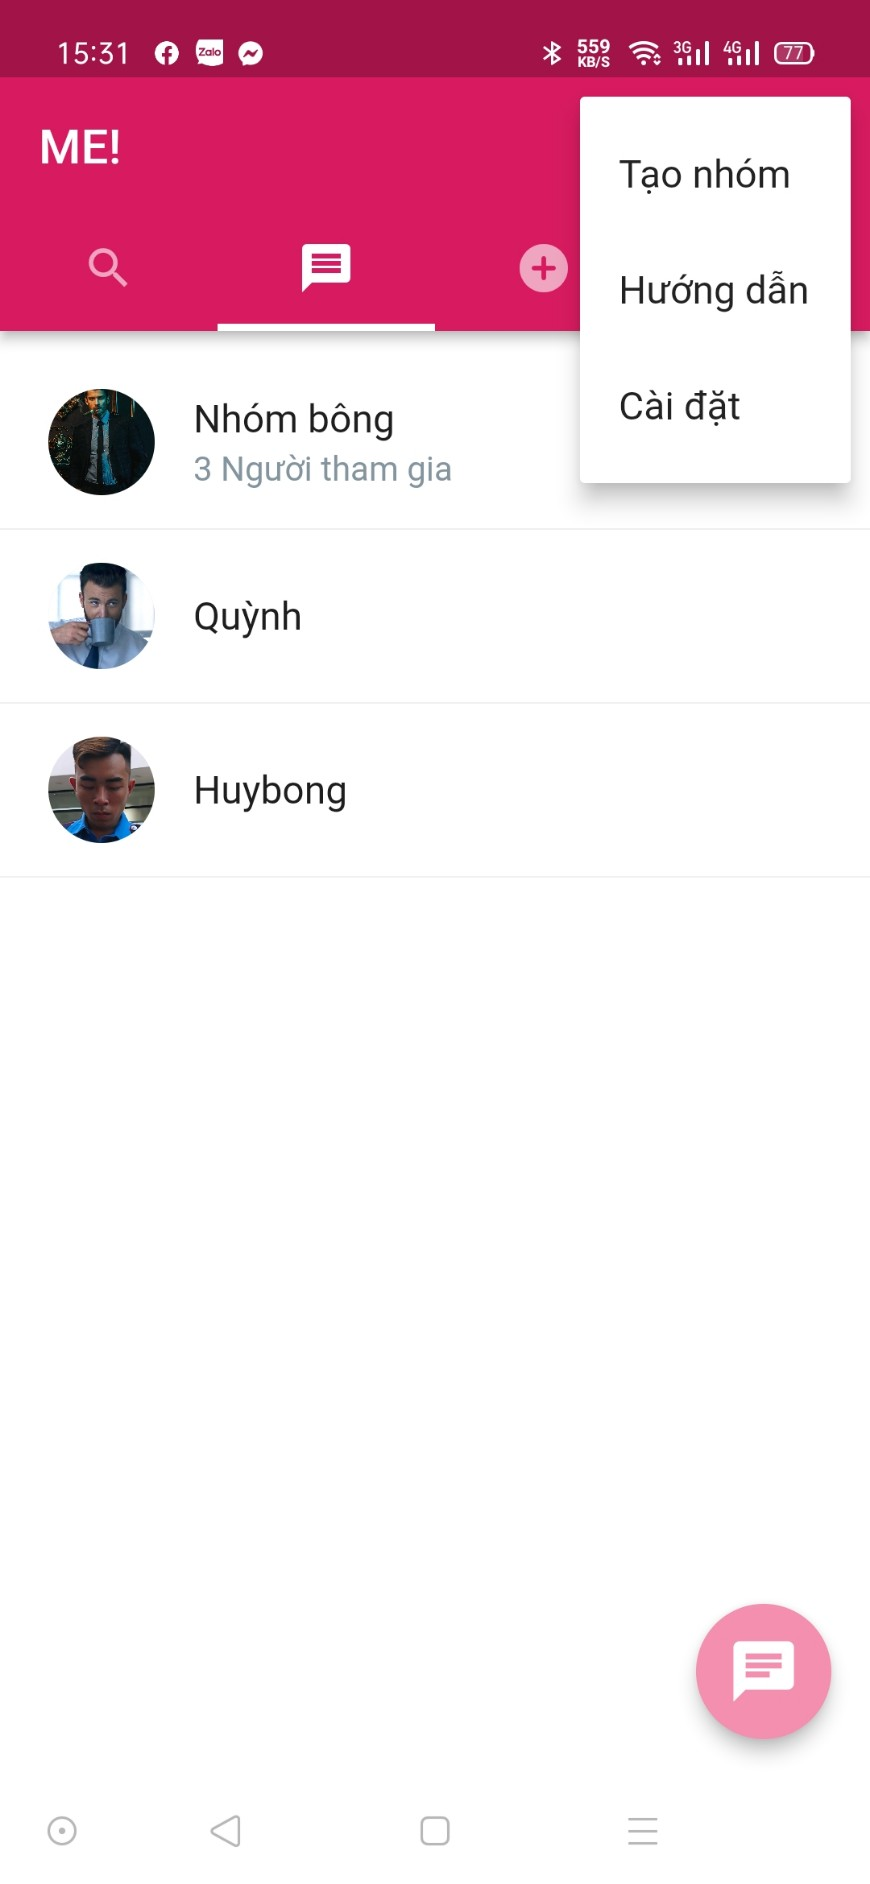 15:31 Zalo 559 KB/S 3G 4G 77
ME!
Tạo nhóm
Hướng dẫn
Cài đặt
Nhóm bông
3 Người tham gia
Quỳnh
Huybong